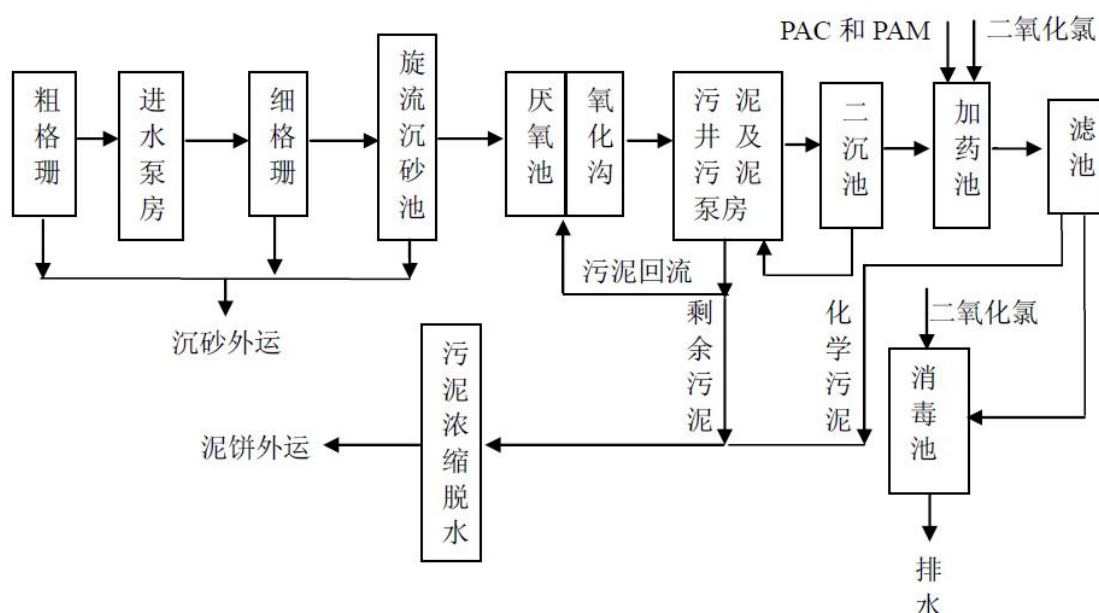 PAC 和 PAM
二氧化氯
粗格珊
进水泵房
细格珊
旋流沉砂池
厌氧池
氧化沟
污 泥
井 及
污 泥
泵房
二沉池
加药池
滤池
污泥回流
沉砂外运
剩余污泥
化学污泥
二氧化氯
消毒池
污泥浓缩脱水
泥饼外运
排水